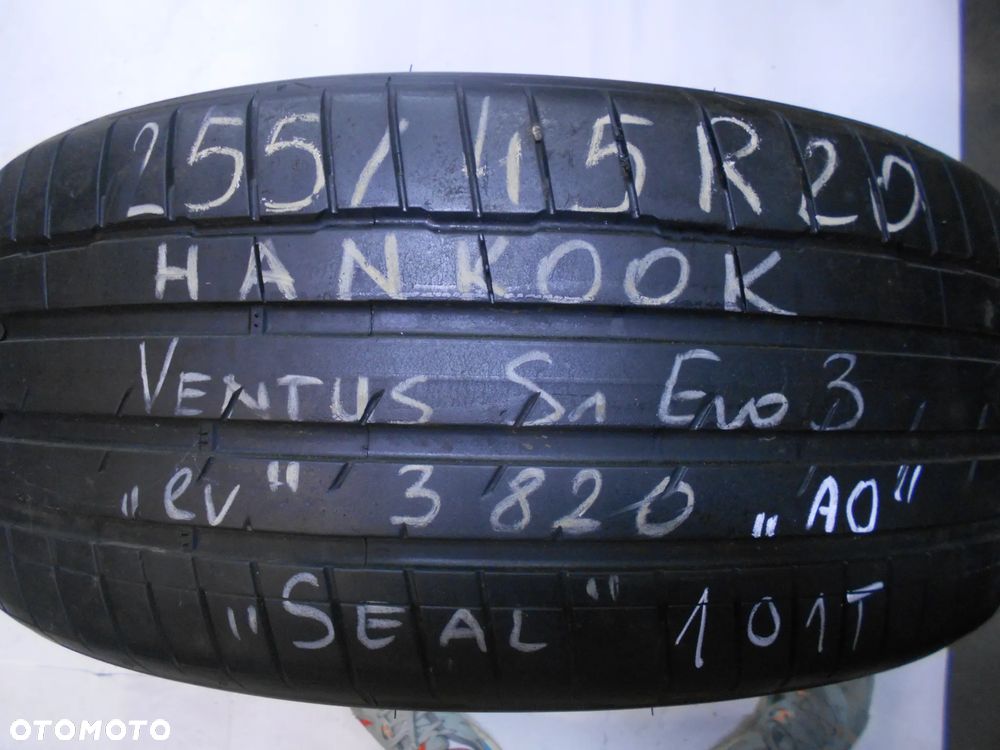 255/45R20
HANKOOK
VENTUS S1 Evo 3
„ev" 3820 „AO"
„SEAL" 101T
OTOMOTO